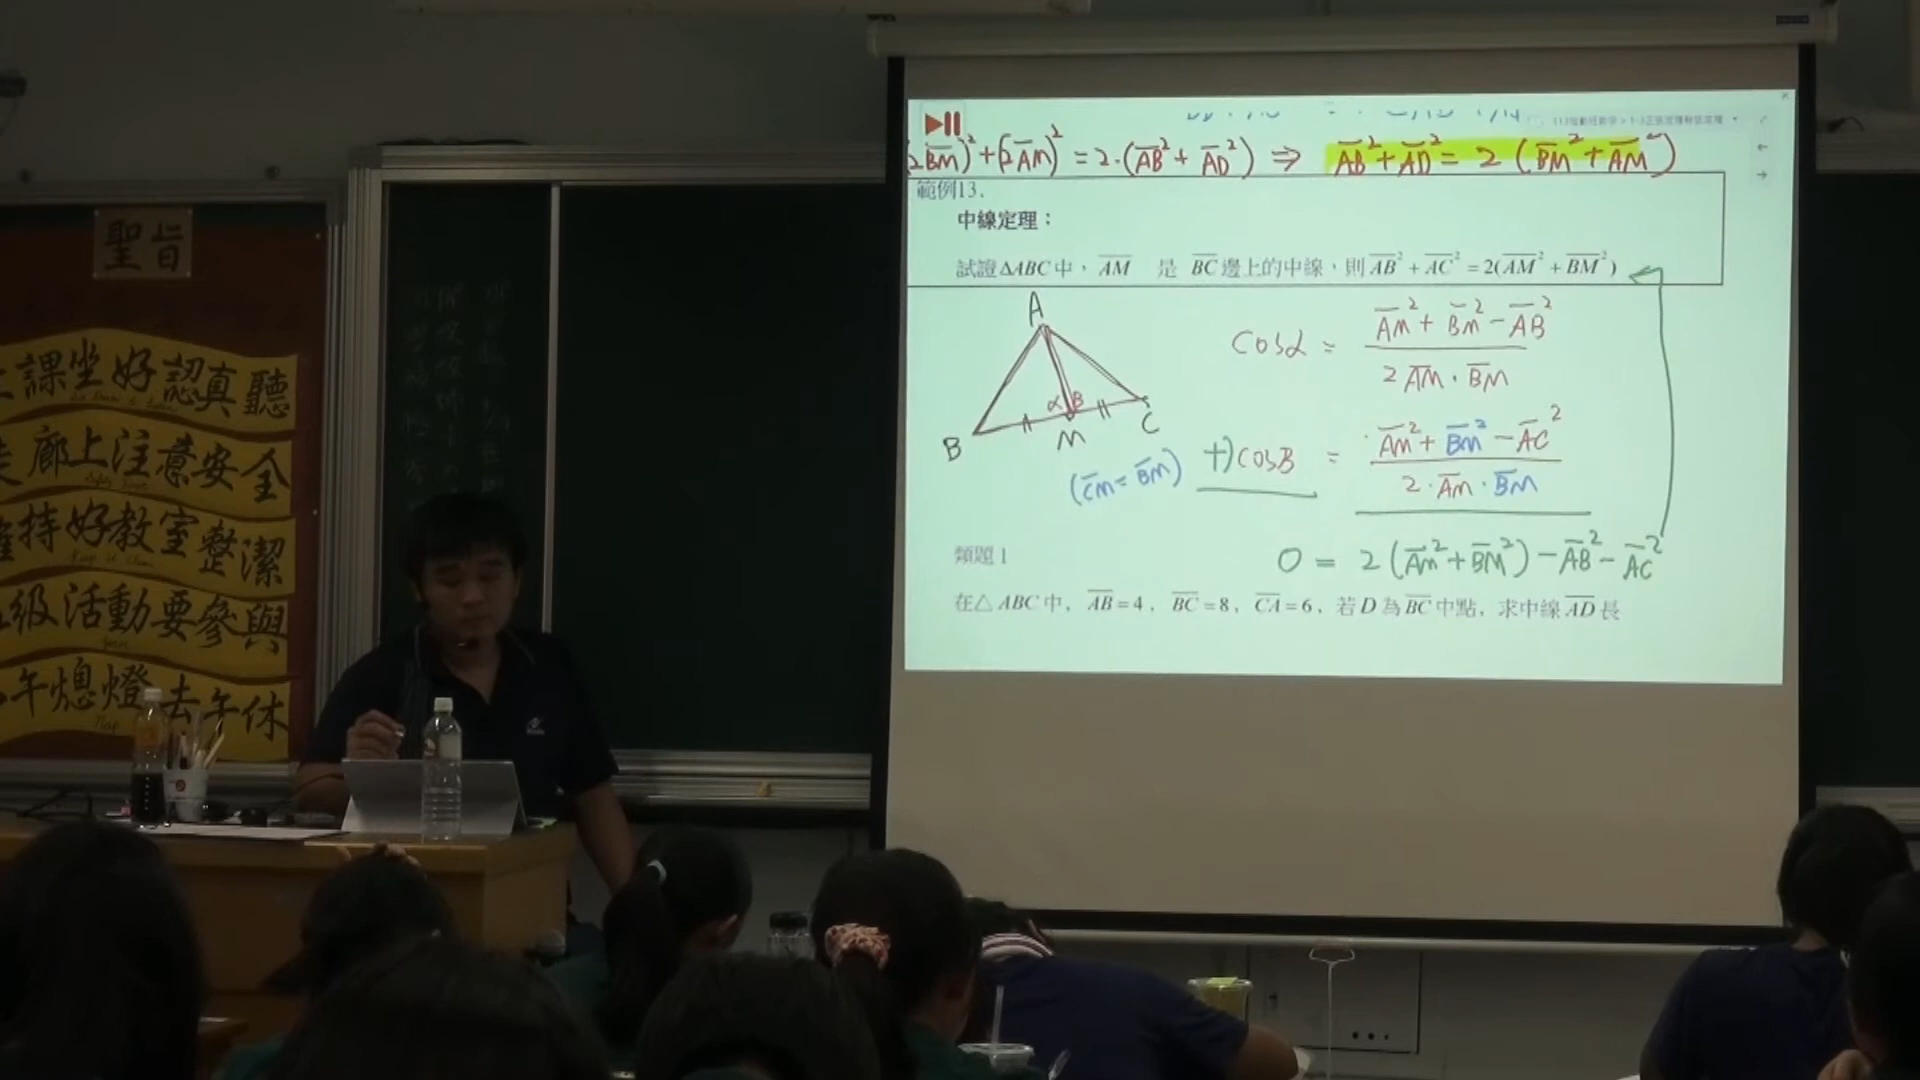 聖旨
課坐好認真聽
廊上注意安全
持好教室整潔
級活動要參與
午熄燈去午休
Nap
(2BM)²+(2AM)²=2·(AB²+AD²) ⇒ AB²+AD²=2(BM²+AM²)
範例13.
中線定理：
試證ΔABC中，AM 是 BC邊上的中線，則AB²+AC²=2(AM²+BM²)
A
B
M
C
α β
cosα = (AM²+BM²-AB²)/(2AM·BM)
(CM=BM) +)cosβ = (AM²+BM²-AC²)/(2·AM·BM)
0 = 2(AM²+BM²)-AB²-AC²
類題1
在△ABC中，AB=4，BC=8，CA=6，若D為BC中點，求中線AD長